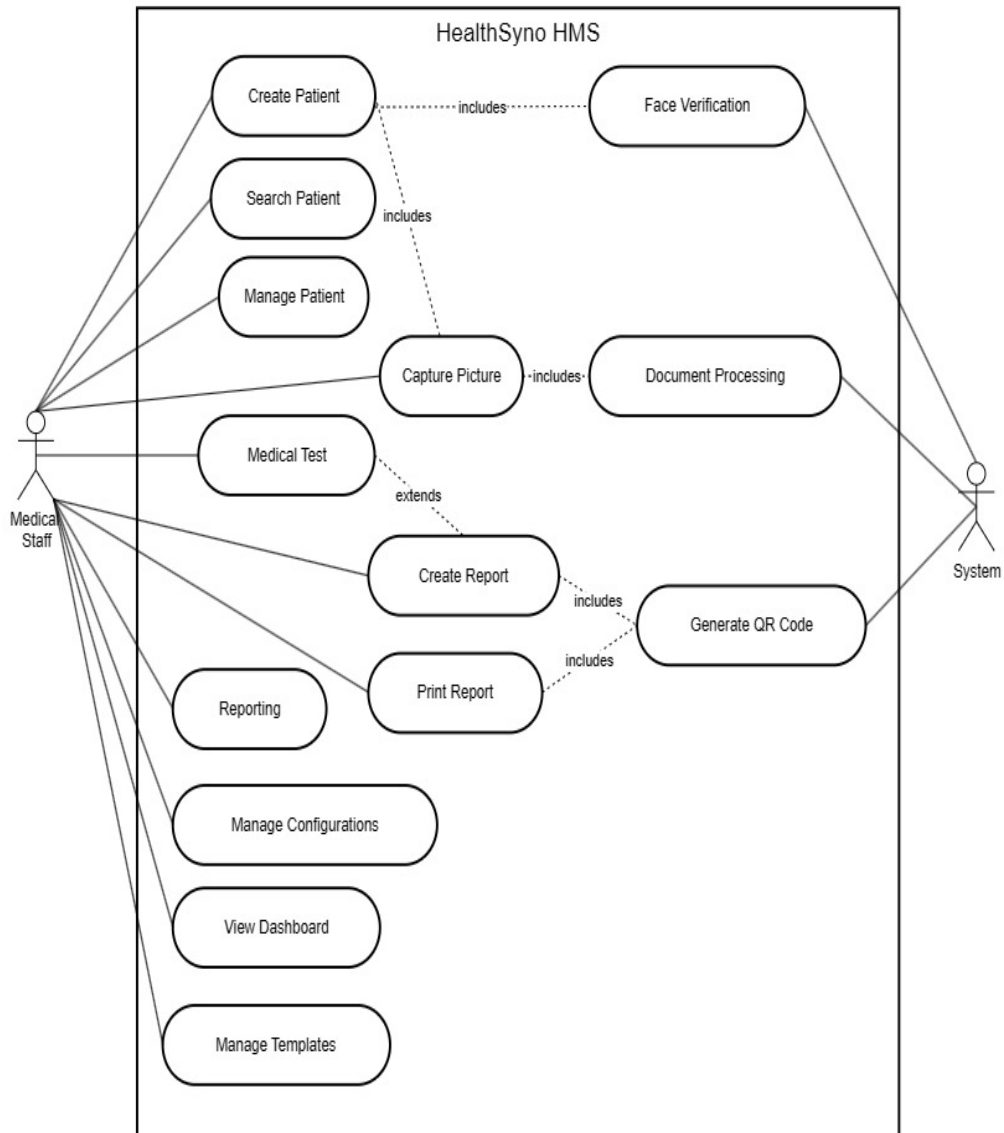 HealthSyno HMS
Create Patient
includes
Face Verification
Search Patient
includes
Manage Patient
Capture Picture
includes
Document Processing
Medical Test
extends
Medical
Staff
System
Create Report
includes
Generate QR Code
includes
Print Report
Reporting
Manage Configurations
View Dashboard
Manage Templates